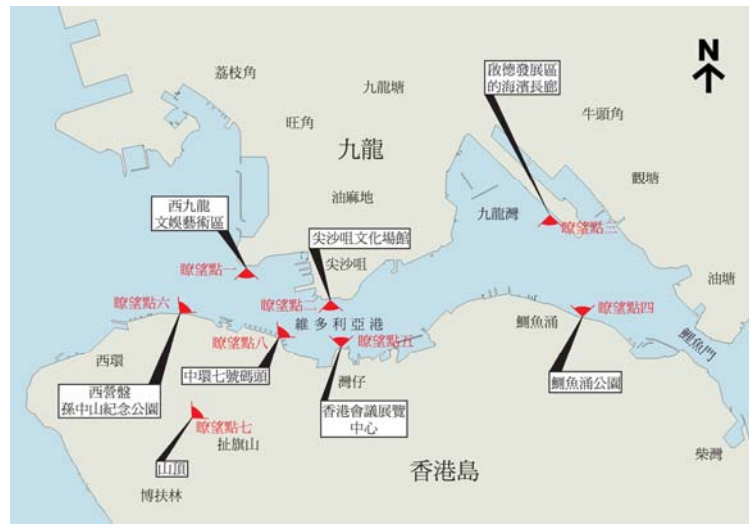 N
荔枝角
九龍塘
啟德發展區
的海濱長廊
牛頭角
旺角
九龍
觀塘
油麻地
西九龍
文娛藝術區
九龍灣
尖沙咀文化場館
瞭望點三
尖沙咀
瞭望點一
油塘
瞭望點六
瞭望點二
瞭望點四
維多利亞港
鰂魚涌
鯉魚門
瞭望點八
瞭望點五
西環
中環七號碼頭
灣仔
鰂魚涌公園
西營盤
孫中山紀念公園
香港會議展覽
中心
瞭望點七
扯旗山
山頂
香港島
柴灣
博扶林